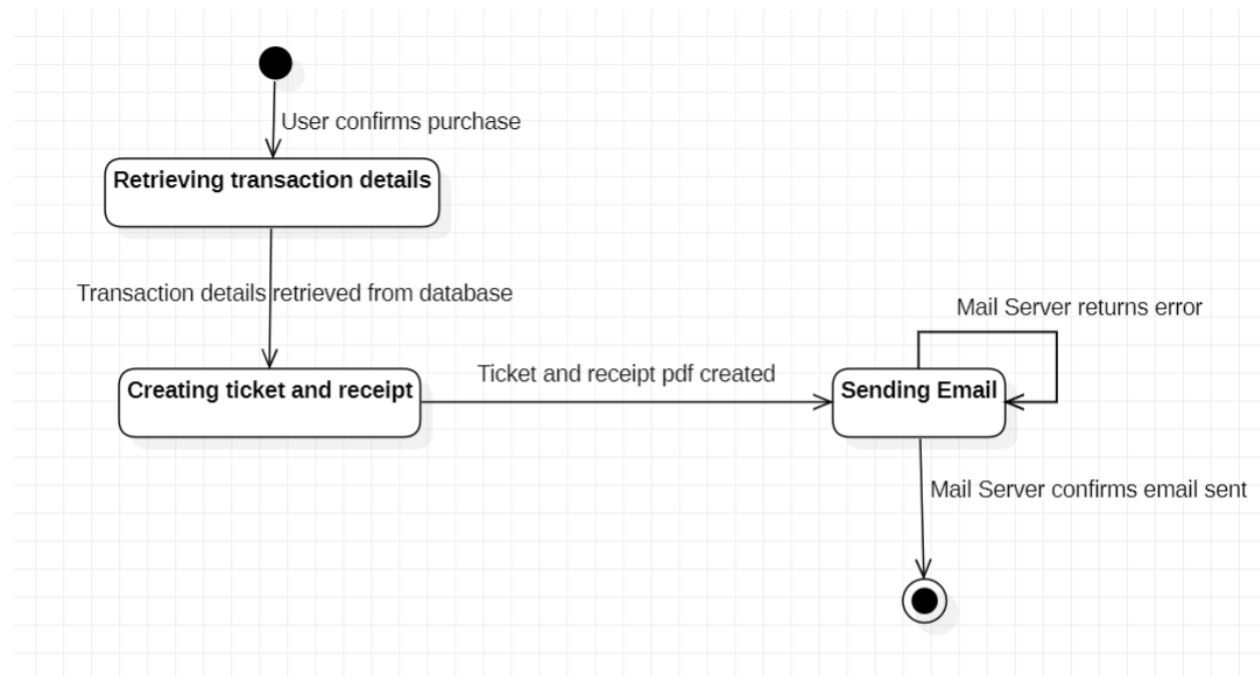 User confirms purchase
Retrieving transaction details
Transaction details retrieved from database
Mail Server returns error
Ticket and receipt pdf created
Creating ticket and receipt
Sending Email
Mail Server confirms email sent